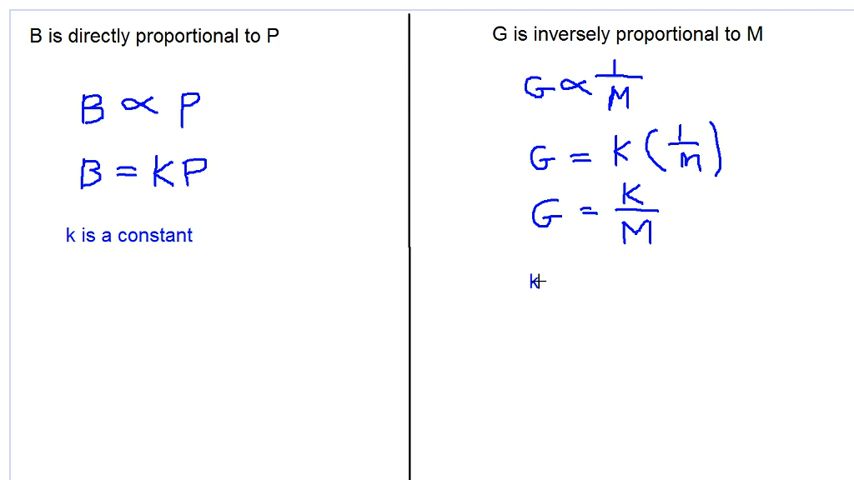 B is directly proportional to P
B ∝ P
B = KP
k is a constant
G is inversely proportional to M
G ∝ 1/M
G = K (1/m)
G = K/M
k